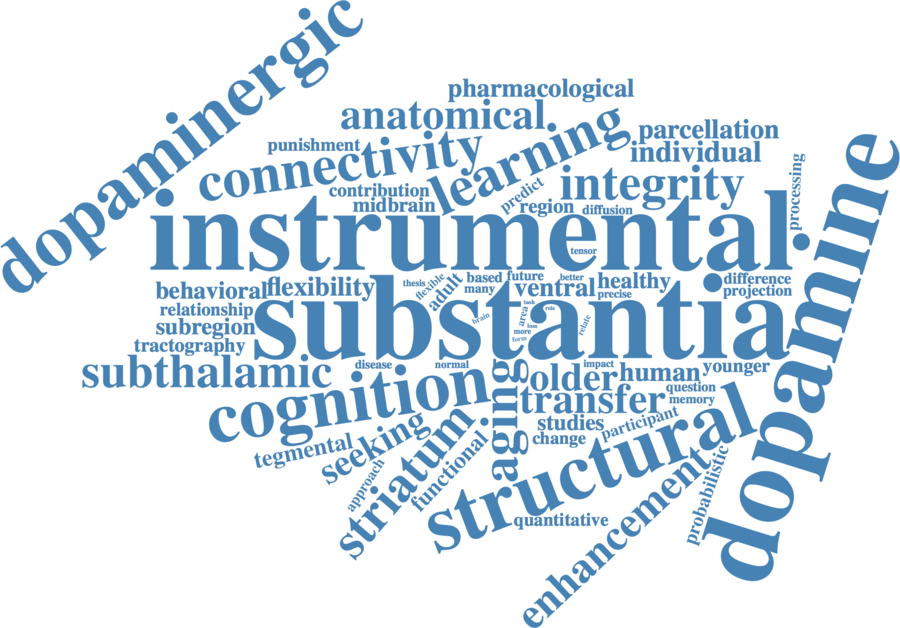 dopaminergic
pharmacological
anatomical
learning
parcellation
punishment
connectivity
individual
contribution
integrity
processing
midbrain
predict
region
diffusion
dopamine
instrumental
tensor
behavioral
flexibility
thesis
flexible
adult
based
future
better
many
ventral
healthy
precise
difference
projection
relationship
subregion
tractography
substantia
brain
area
task
role
loss
more
form
relate
subthalamic
disease
normal
impact
older
human
younger
cognition
aging
transfer
question
memory
studies
participant
change
tegmental
seeking
approach
striatum
functional
structural
quantitative
enhancement
probabilistic